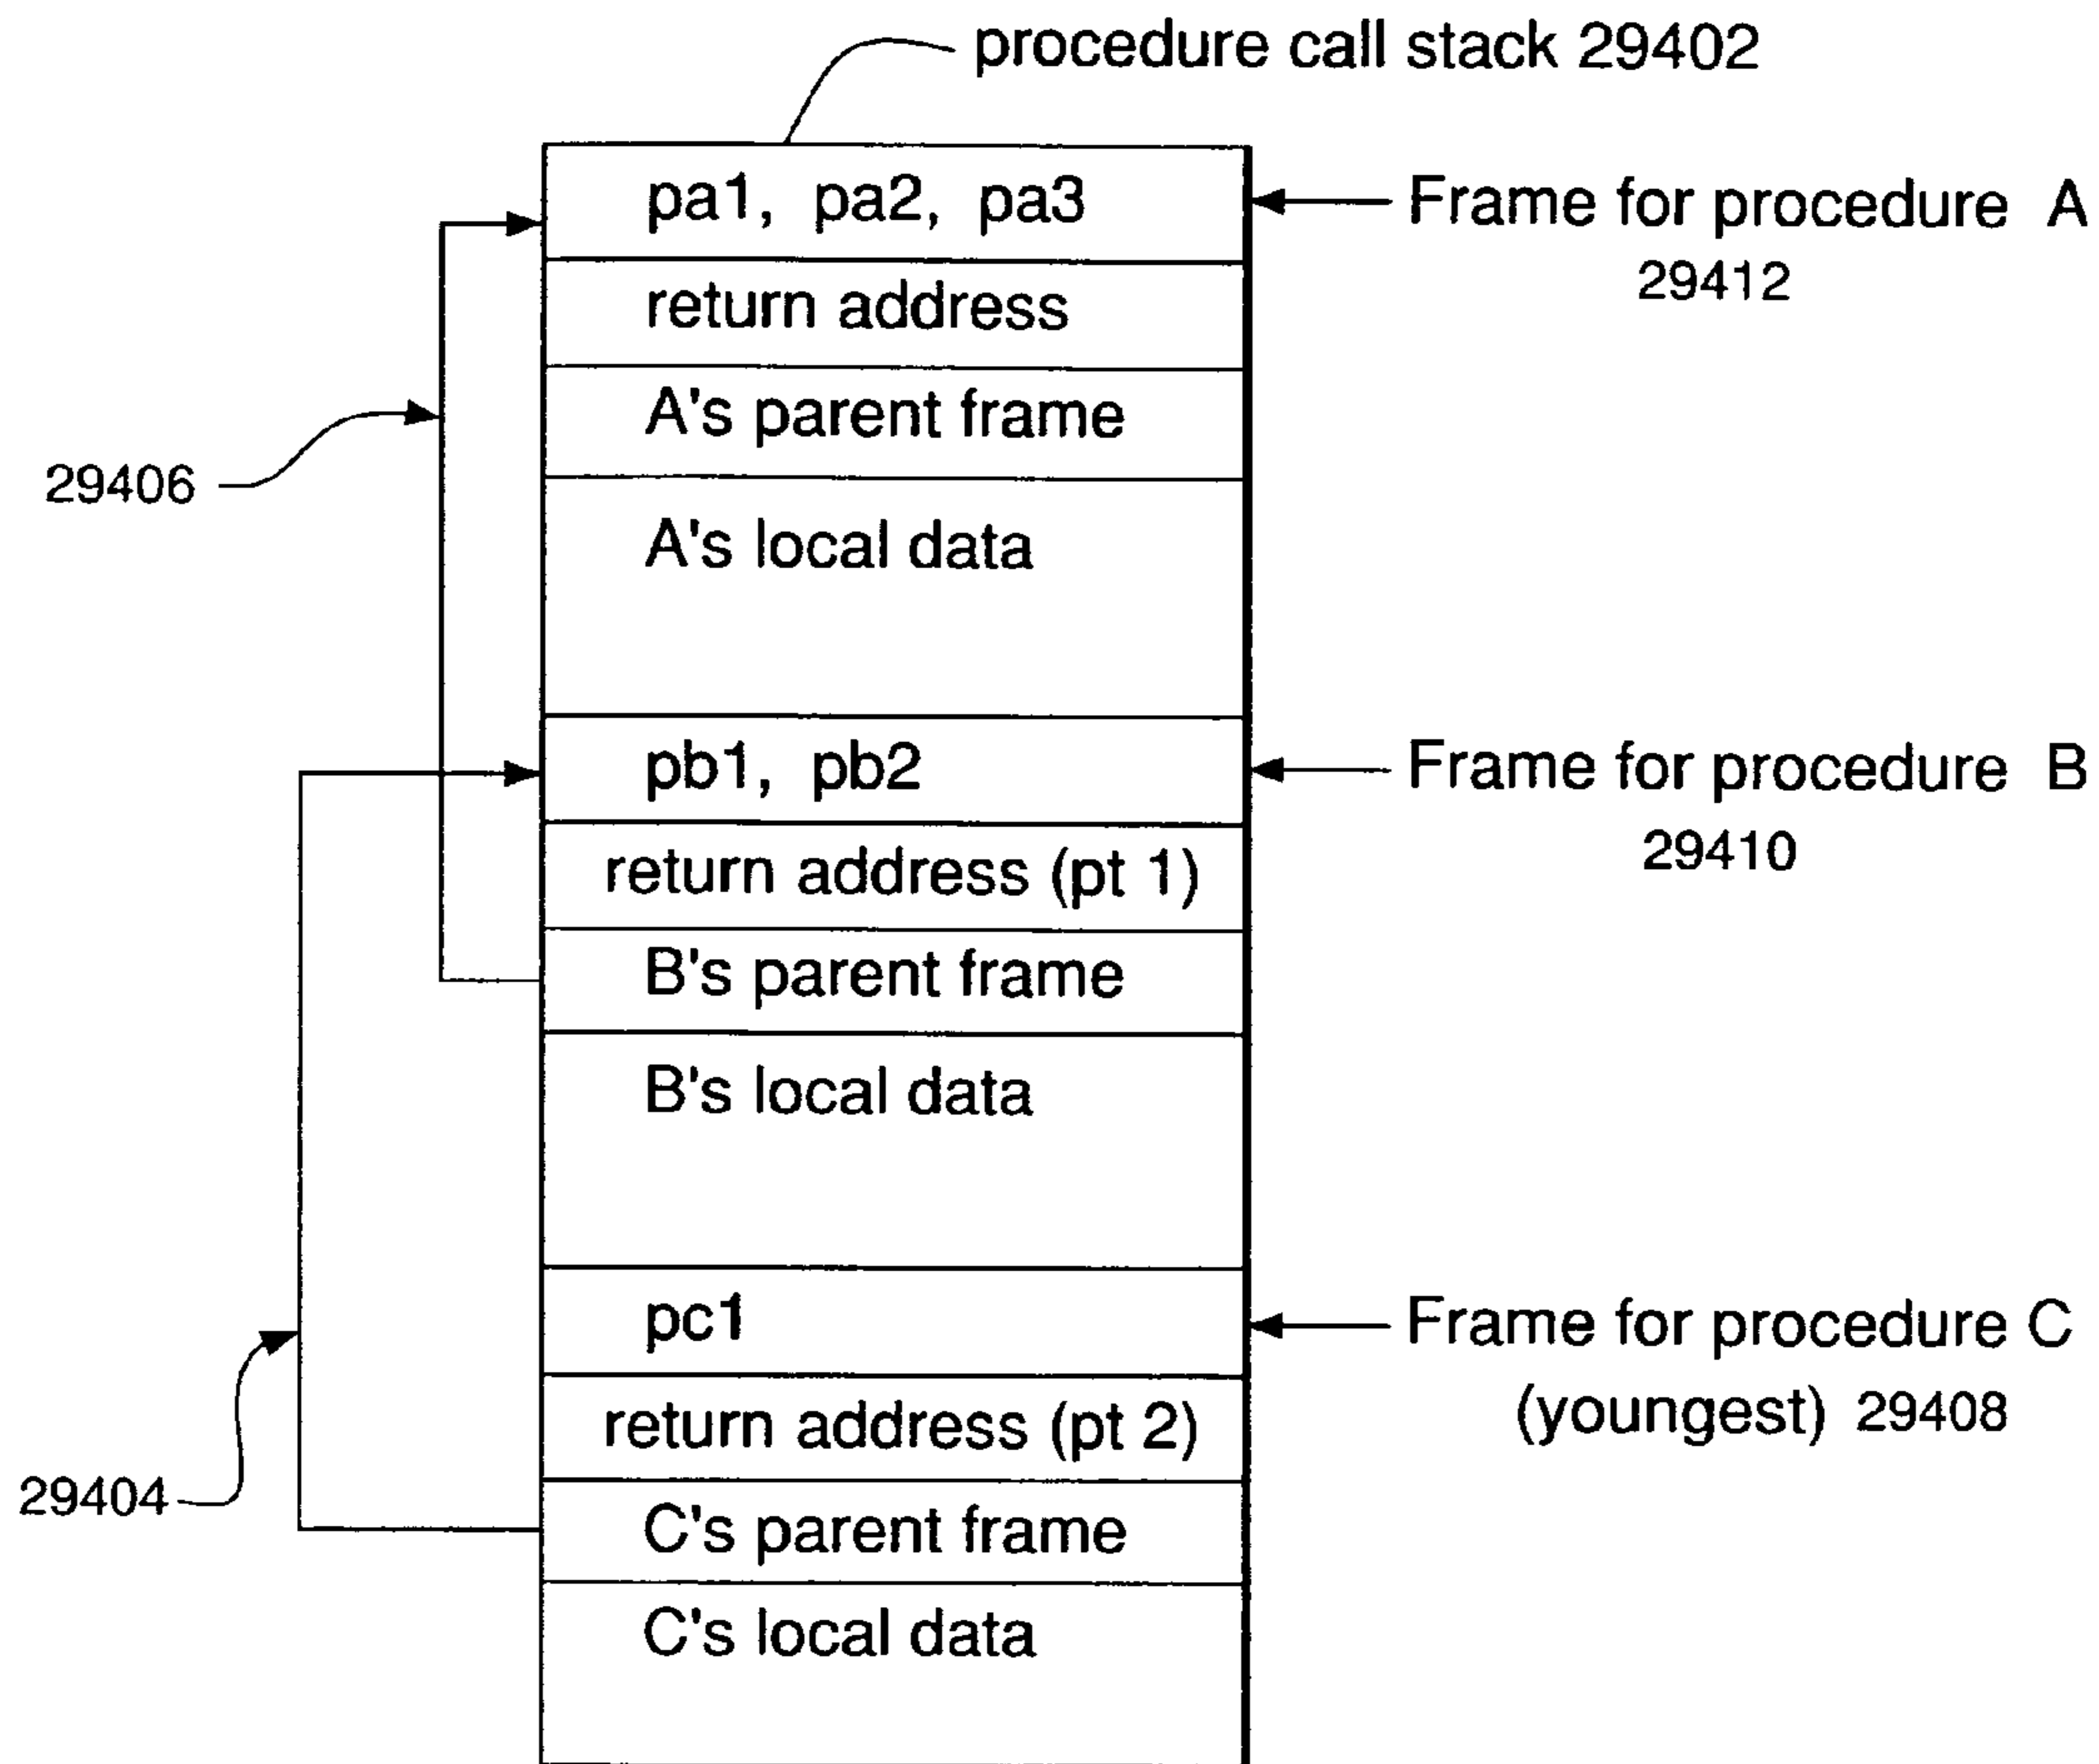 procedure call stack 29402
pa1, pa2, pa3
Frame for procedure A
29412
return address
A's parent frame
29406
A's local data
pb1, pb2
Frame for procedure B
29410
return address (pt 1)
B's parent frame
B's local data
pc1
Frame for procedure C
(youngest) 29408
return address (pt 2)
29404
C's parent frame
C's local data